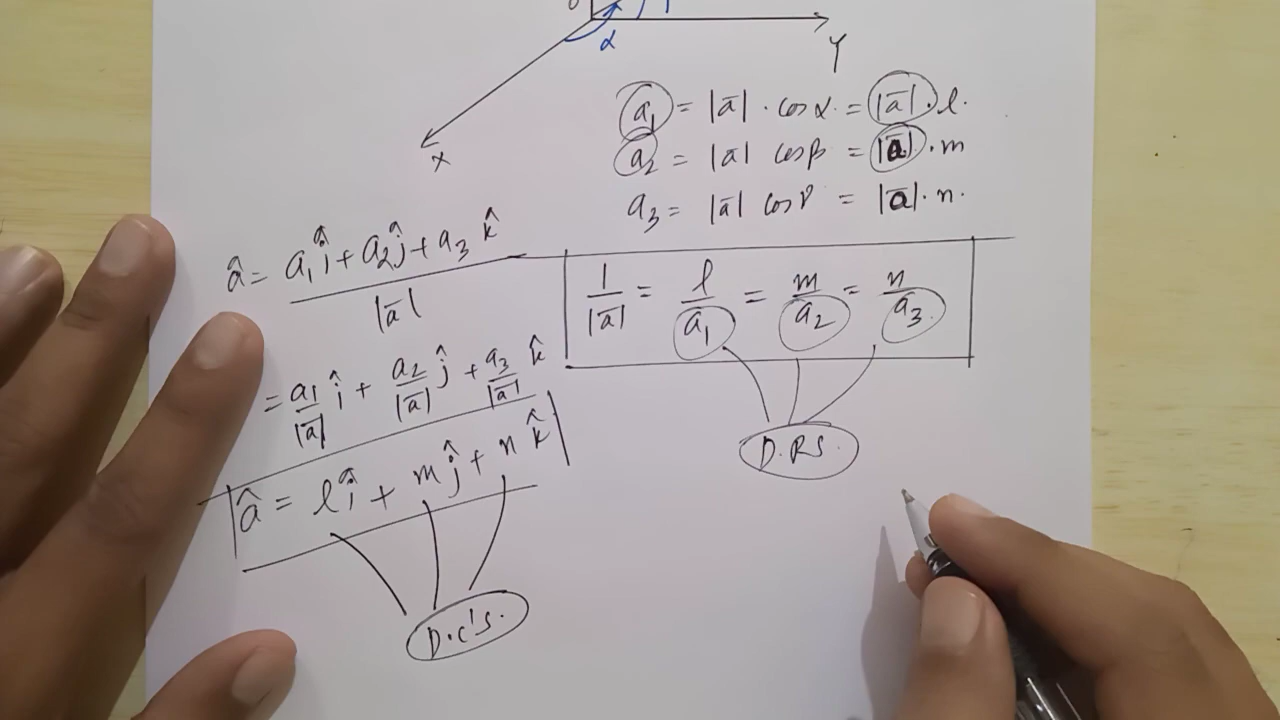 α
Y
X
a₁ = |a̅| · cos α = |a̅| · l.
a₂ = |a̅| cos β = |a̅| · m
a₃ = |a̅| cos γ = |a̅| · n.
â = a₁î + a₂ĵ + a₃k̂ / |a̅|
= a₁/|a̅| î + a₂/|a̅| ĵ + a₃/|a̅| k̂
â = lî + mĵ + nk̂
D.C'S.
1/|a̅| = l/a₁ = m/a₂ = n/a₃
D.RS.